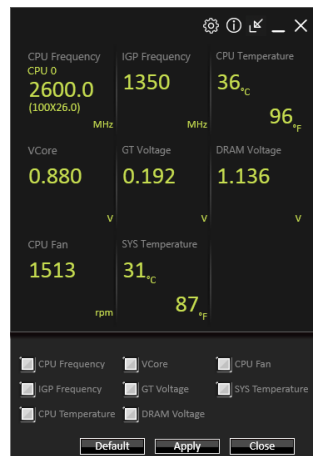 CPU Frequency IGP Frequency CPU Temperature
CPU 0
2600.0 1350 36°C
(100X26.0)
MHz MHz 96°F
VCore GT Voltage DRAM Voltage
0.880 0.192 1.136
V V V
CPU Fan SYS Temperature
1513 31°C
rpm 87°F
CPU Frequency VCore CPU Fan
IGP Frequency GT Voltage SYS Temperature
CPU Temperature DRAM Voltage
Default Apply Close